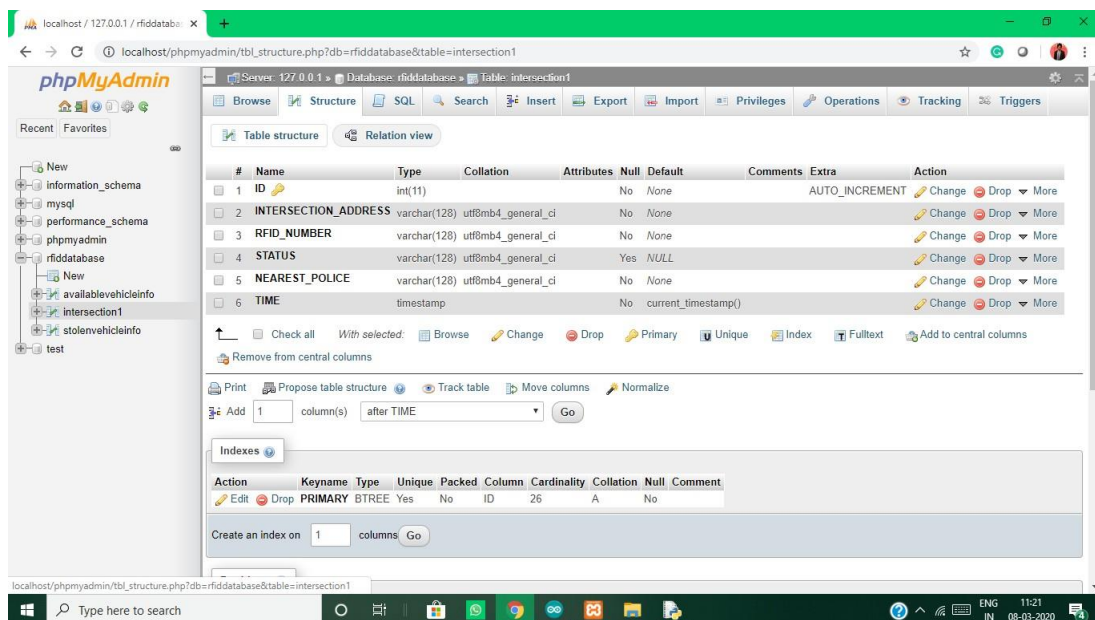 localhost / 127.0.0.1 / rfiddataba
localhost/phpmyadmin/tbl_structure.php?db=rfiddatabase&table=intersection1
phpMyAdmin
Recent Favorites
New
information_schema
mysql
performance_schema
phpmyadmin
rfiddatabase
New
availablevehicleinfo
intersection1
stolenvehicleinfo
test
Server: 127.0.0.1 » Database: rfiddatabase » Table: intersection1
Browse Structure SQL Search Insert Export Import Privileges Operations Tracking Triggers
Table structure Relation view
# Name Type Collation Attributes Null Default Comments Extra Action
1 ID int(11) No None AUTO_INCREMENT Change Drop More
2 INTERSECTION_ADDRESS varchar(128) utf8mb4_general_ci No None Change Drop More
3 RFID_NUMBER varchar(128) utf8mb4_general_ci No None Change Drop More
4 STATUS varchar(128) utf8mb4_general_ci Yes NULL Change Drop More
5 NEAREST_POLICE varchar(128) utf8mb4_general_ci No None Change Drop More
6 TIME timestamp No current_timestamp() Change Drop More
Check all With selected: Browse Change Drop Primary Unique Index Fulltext Add to central columns
Remove from central columns
Print Propose table structure Track table Move columns Normalize
Add 1 column(s) after TIME Go
Indexes
Action Keyname Type Unique Packed Column Cardinality Collation Null Comment
Edit Drop PRIMARY BTREE Yes No ID 26 A No
Create an index on 1 columns Go
localhost/phpmyadmin/tbl_structure.php?db=rfiddatabase&table=intersection1
Type here to search
ENG
IN
11:21
08-03-2020
4